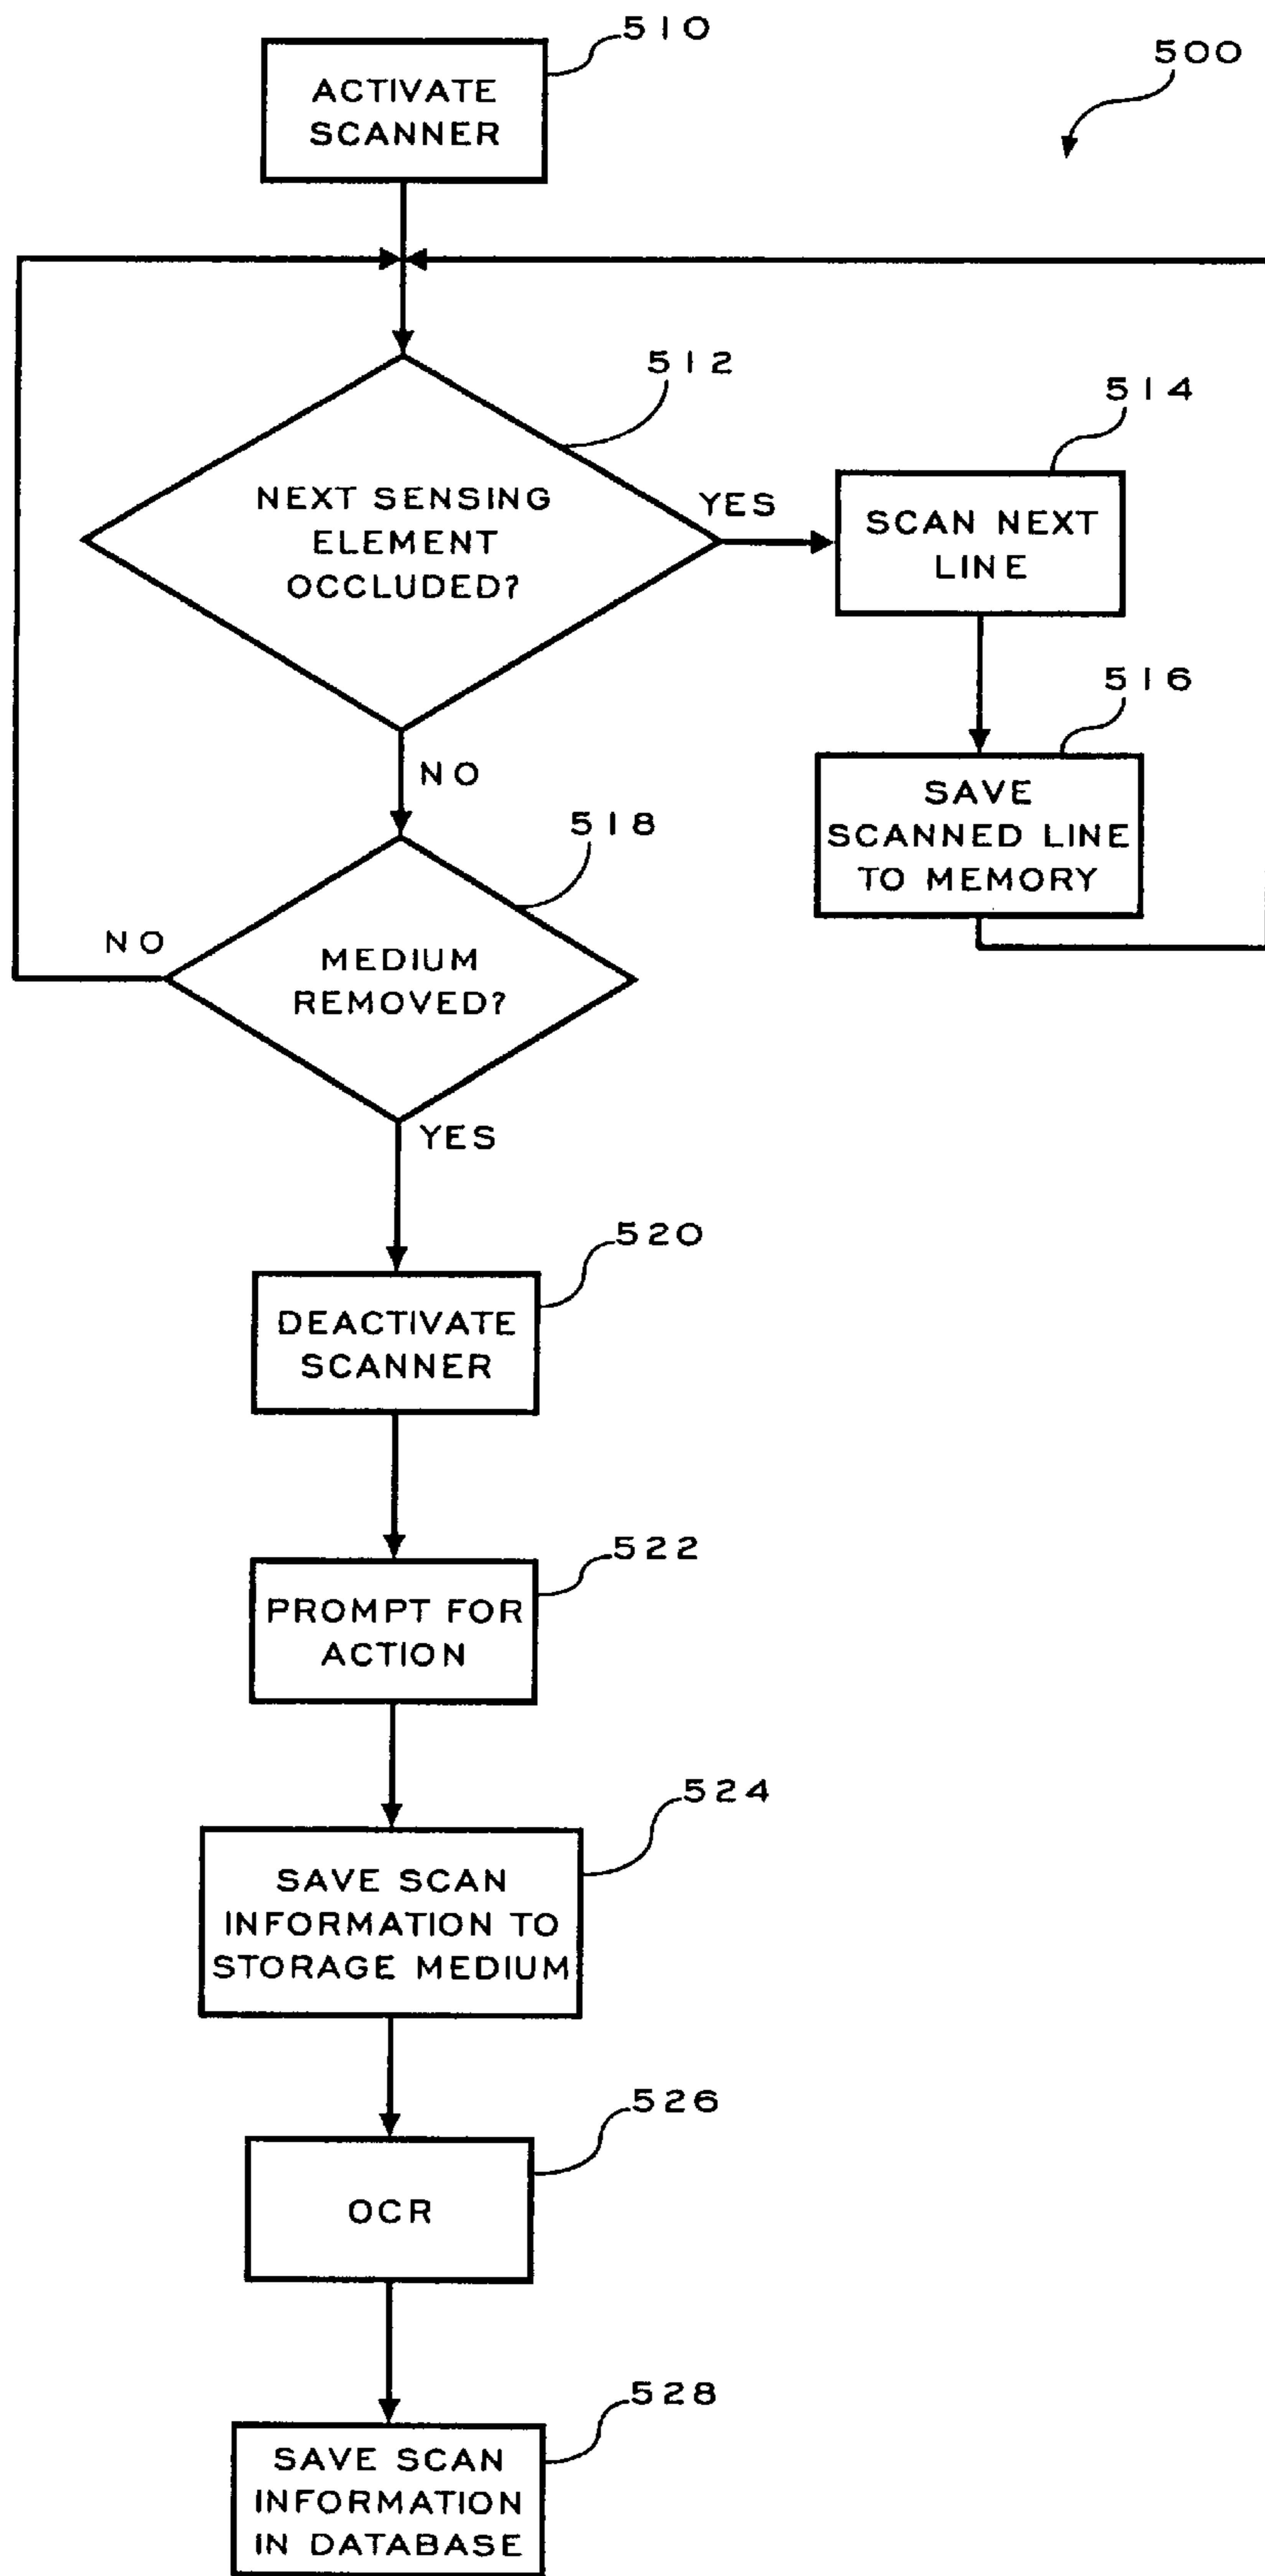 510
ACTIVATE
SCANNER
500
512
NEXT SENSING
ELEMENT
OCCLUDED?
YES
514
SCAN NEXT
LINE
516
SAVE
SCANNED LINE
TO MEMORY
NO
518
MEDIUM
REMOVED?
NO
YES
520
DEACTIVATE
SCANNER
522
PROMPT FOR
ACTION
524
SAVE SCAN
INFORMATION TO
STORAGE MEDIUM
526
OCR
528
SAVE SCAN
INFORMATION
IN DATABASE